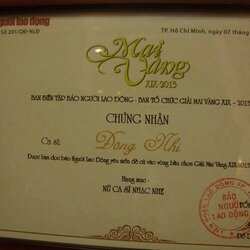 người lao động
Số 201/QĐ-NLĐ
TP. Hồ Chí Minh, ngày 07 tháng
Mai
Vàng
XIX-2013
BAN BIÊN TẬP BÁO NGƯỜI LAO ĐỘNG - BAN TỔ CHỨC GIẢI MAI VÀNG XIX - 2013
CHỨNG NHẬN
Ca sĩ: Đông Nhi
Được bạn đọc báo Người Lao Động yêu mến đề cử vào vòng bầu chọn Giải Mai Vàng XIX-2013
Hạng mục:
NỮ CA SĨ NHẠC NHẸ
BÁO
NGƯỜI
LAO ĐỘNG